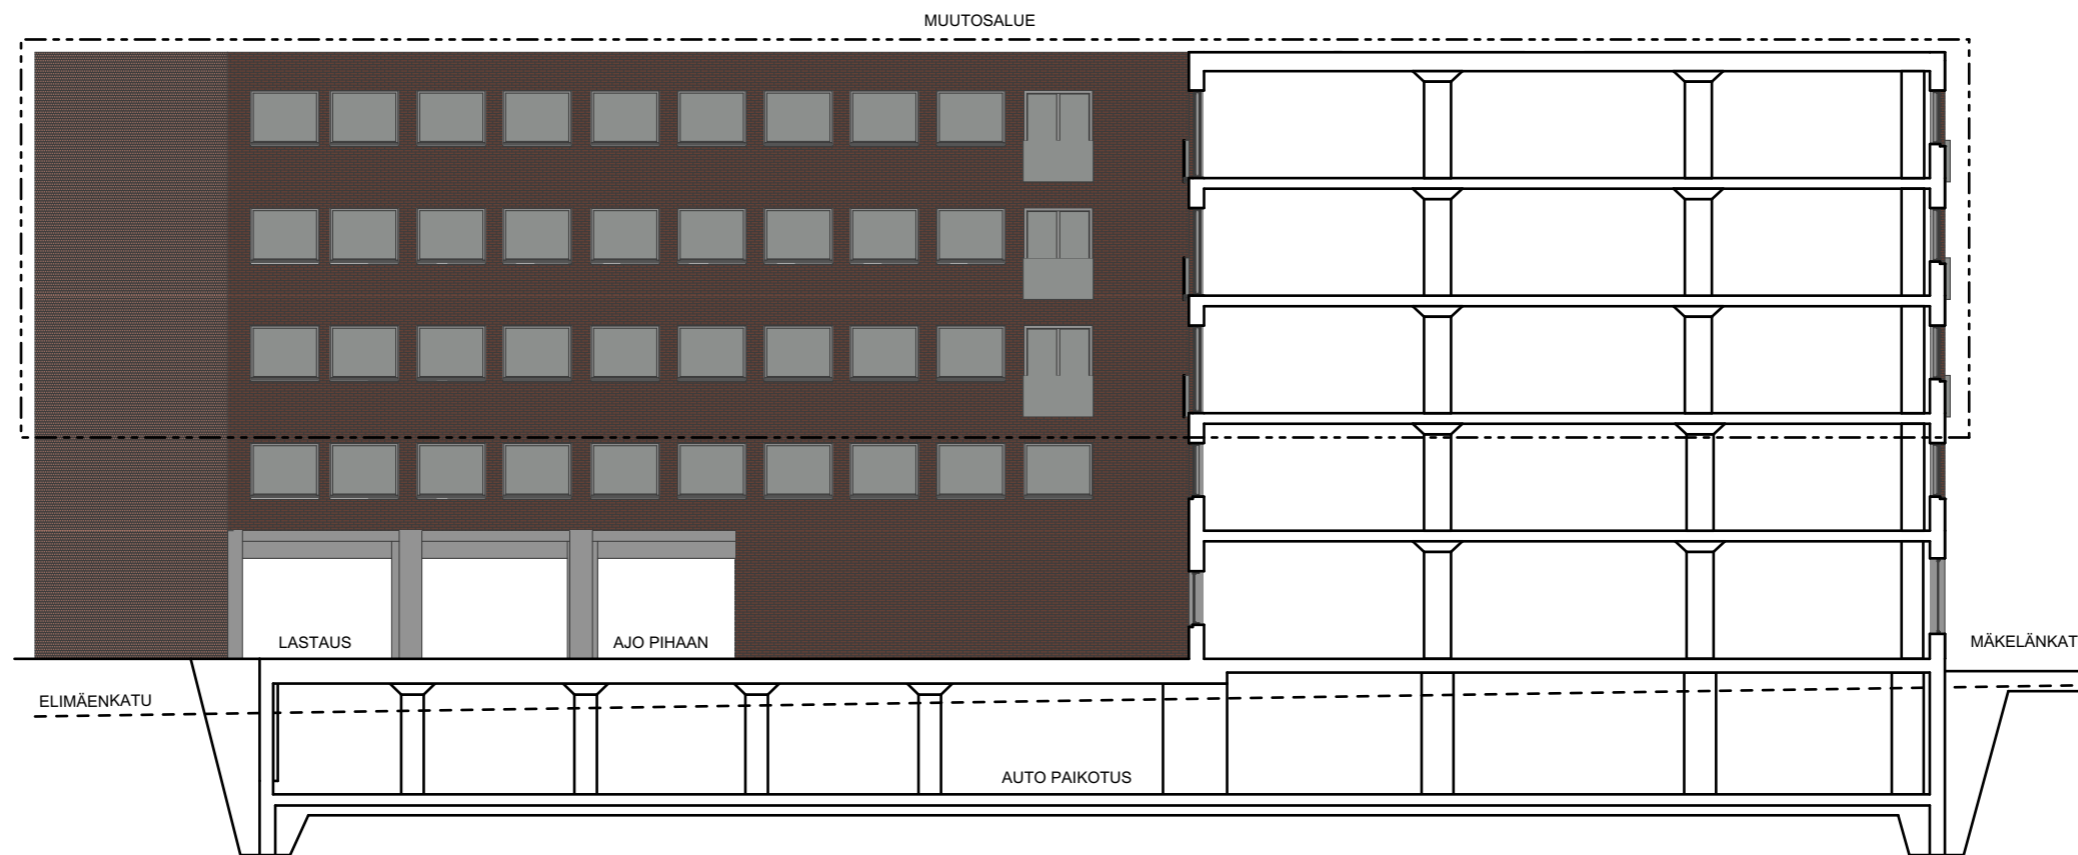 MUUTOSALUE
LASTAUS
AJO PIHAAN
MÄKELÄNKAT
ELIMÄENKATU
AUTO PAIKOTUS